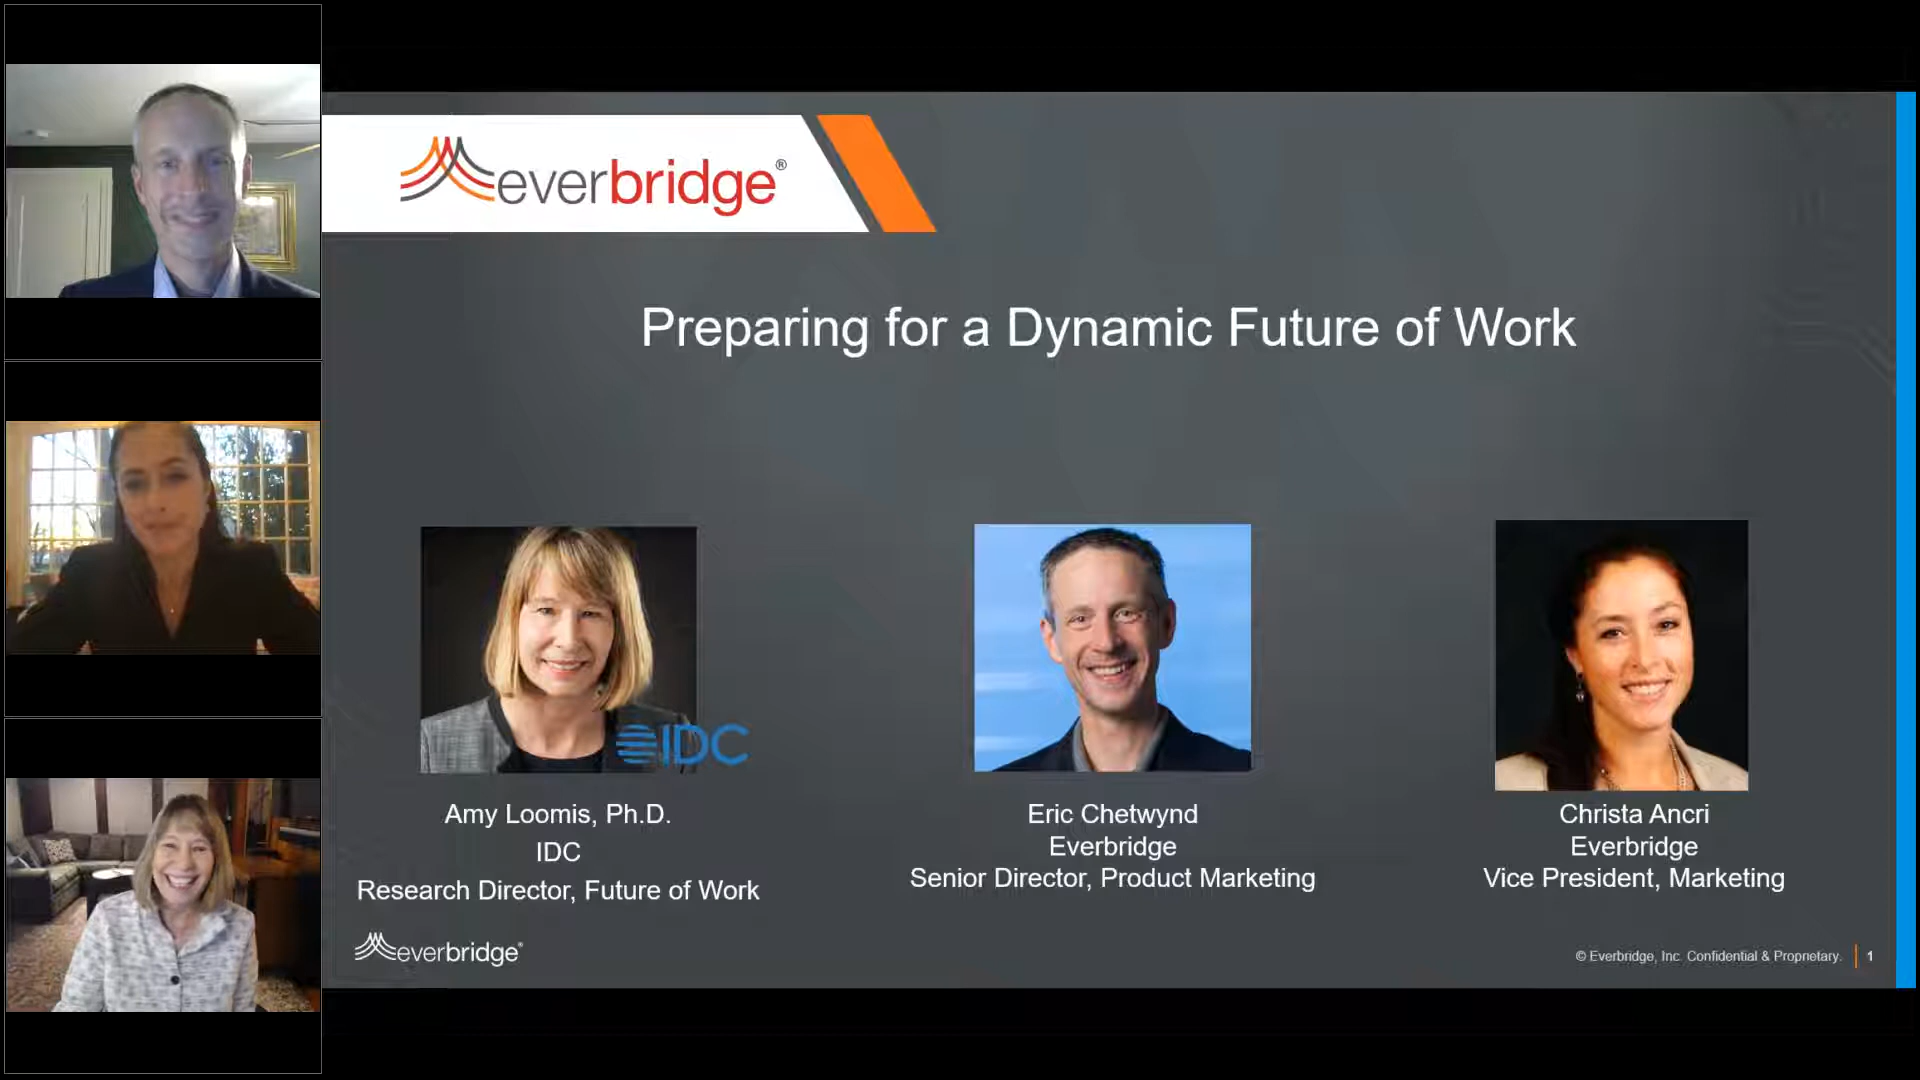 everbridge®
Preparing for a Dynamic Future of Work
IDC
Amy Loomis, Ph.D.
IDC
Research Director, Future of Work
Eric Chetwynd
Everbridge
Senior Director, Product Marketing
Christa Ancri
Everbridge
Vice President, Marketing
everbridge®
© Everbridge, Inc. Confidential & Proprietary. 1